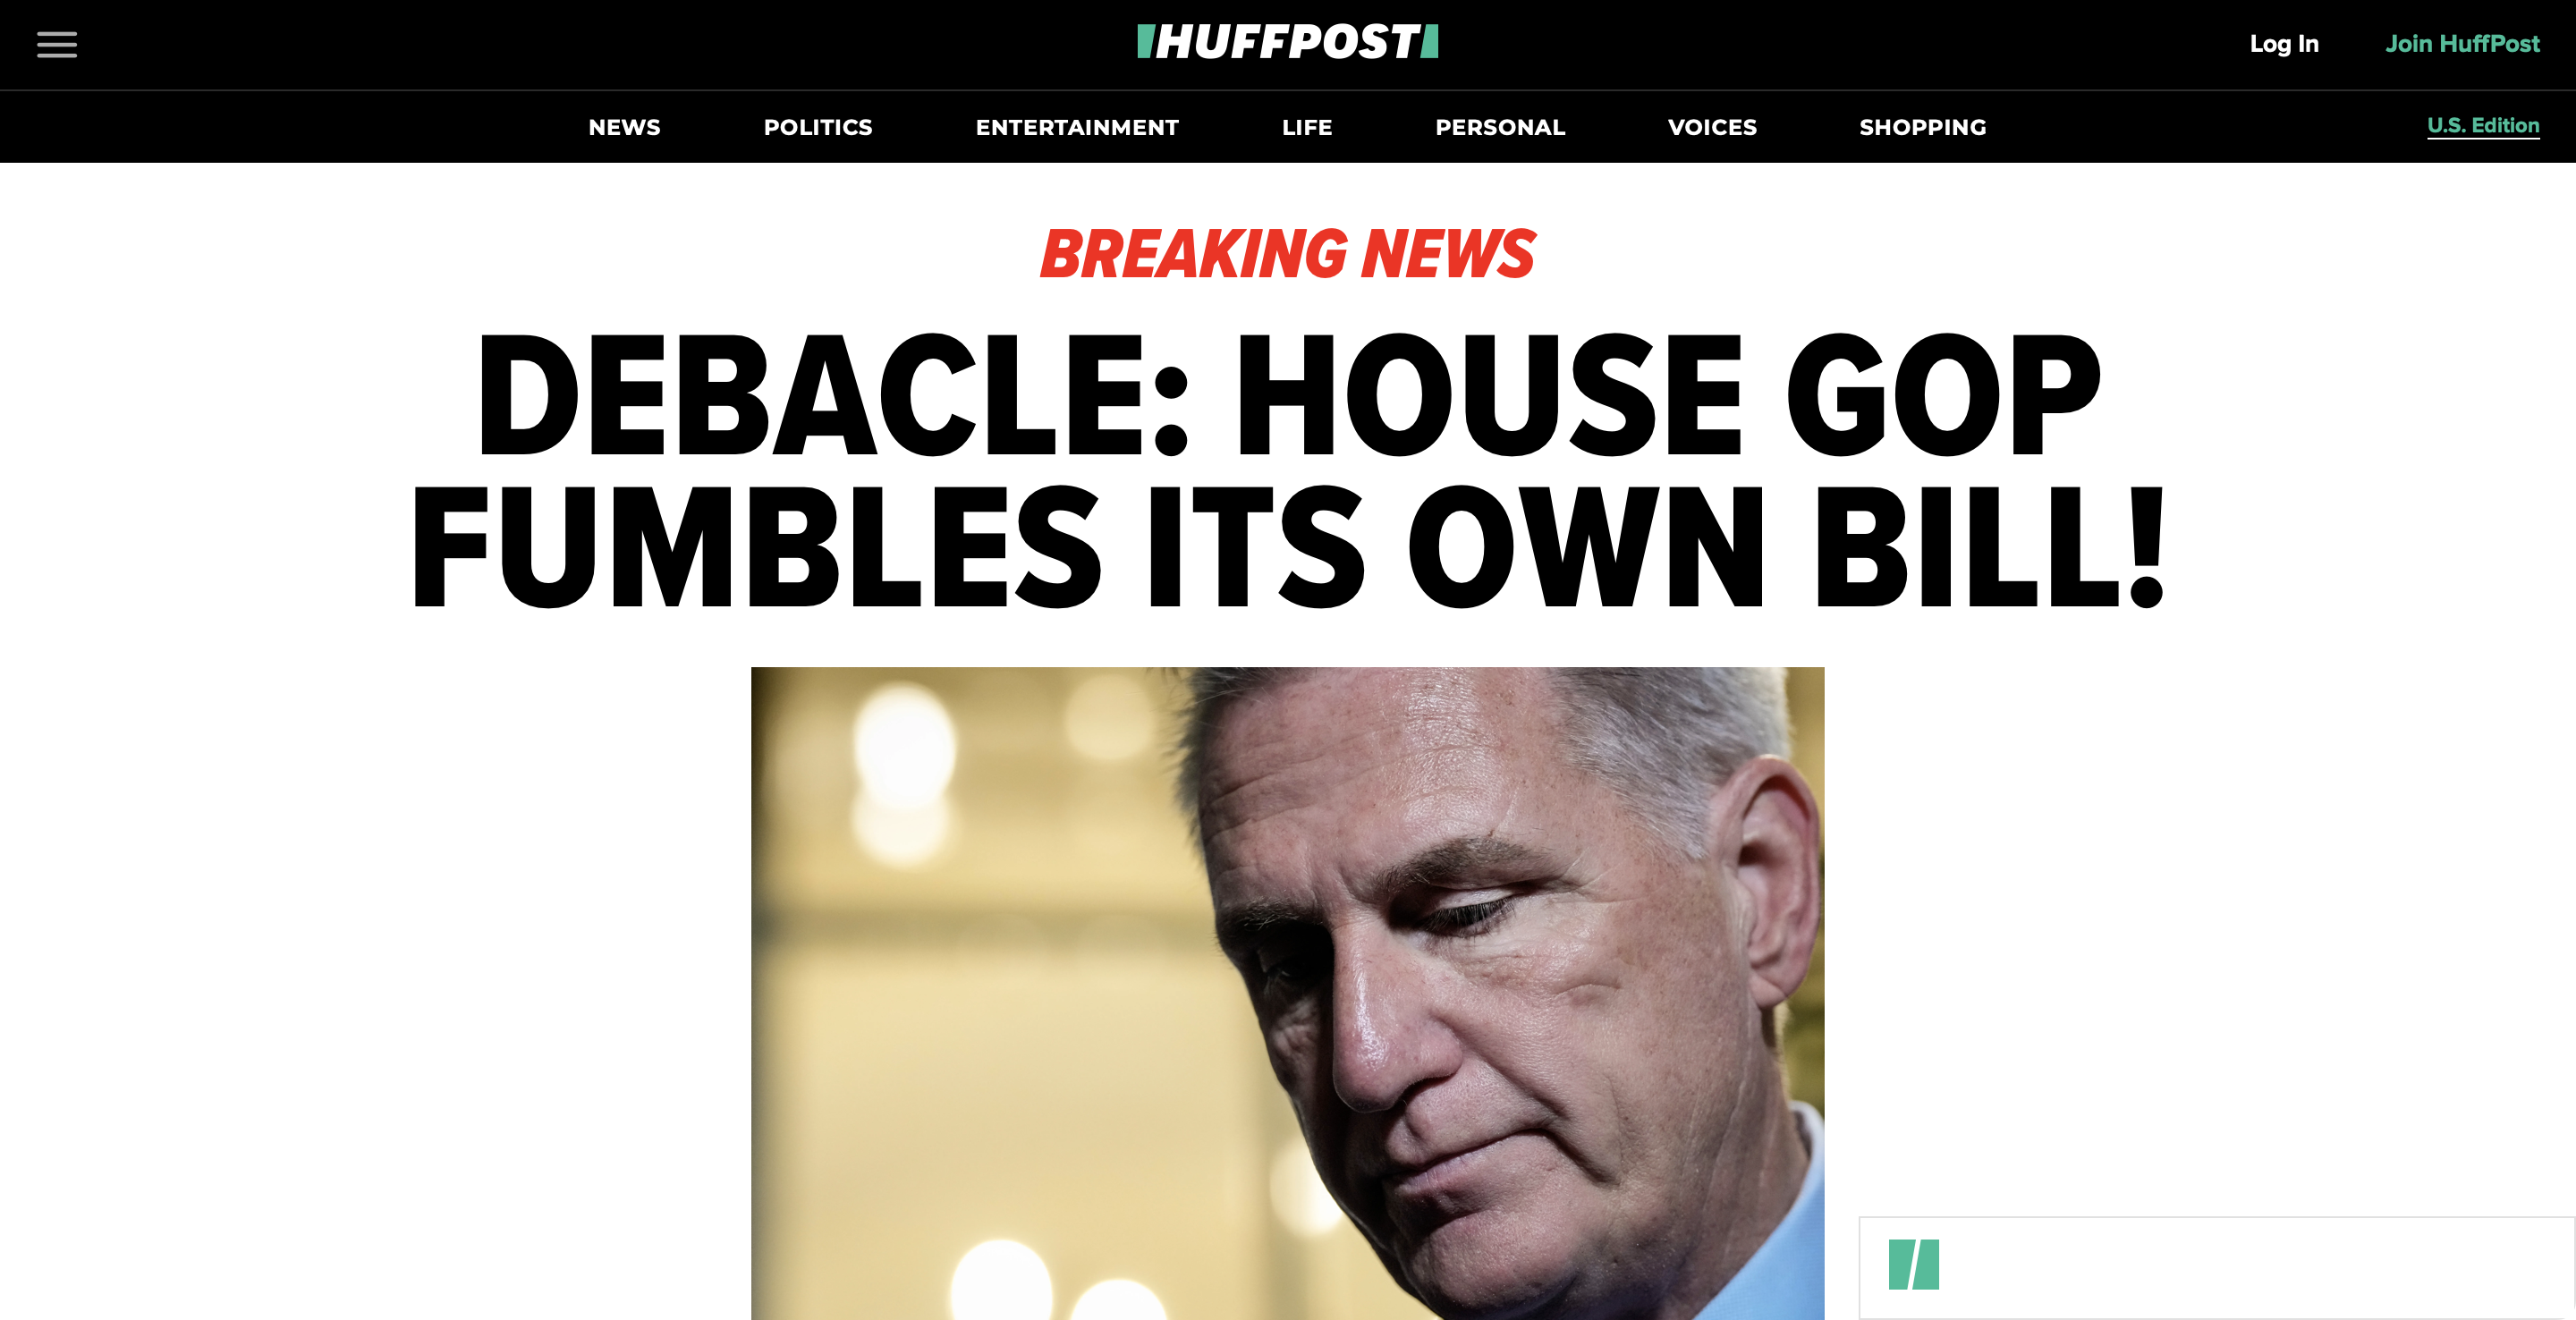 HUFFPOST
Log In
Join HuffPost
NEWS
POLITICS
ENTERTAINMENT
LIFE
PERSONAL
VOICES
SHOPPING
U.S. Edition
BREAKING NEWS
DEBACLE: HOUSE GOP
FUMBLES ITS OWN BILL!